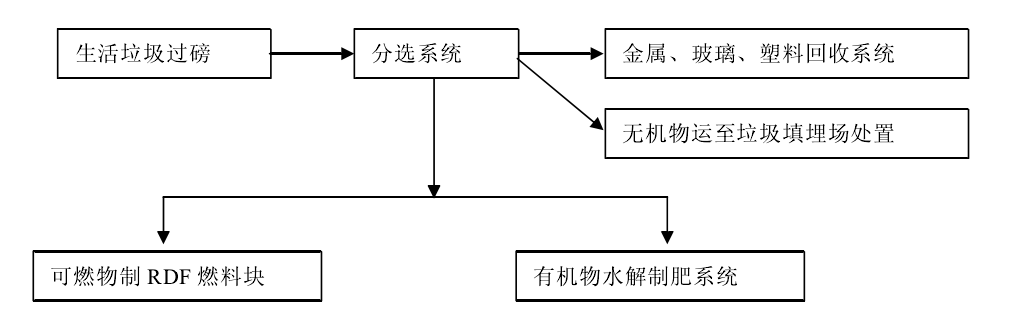 生活垃圾过磅
分选系统
金属、玻璃、塑料回收系统
无机物运至垃圾填埋场处置
可燃物制 RDF 燃料块
有机物水解制肥系统